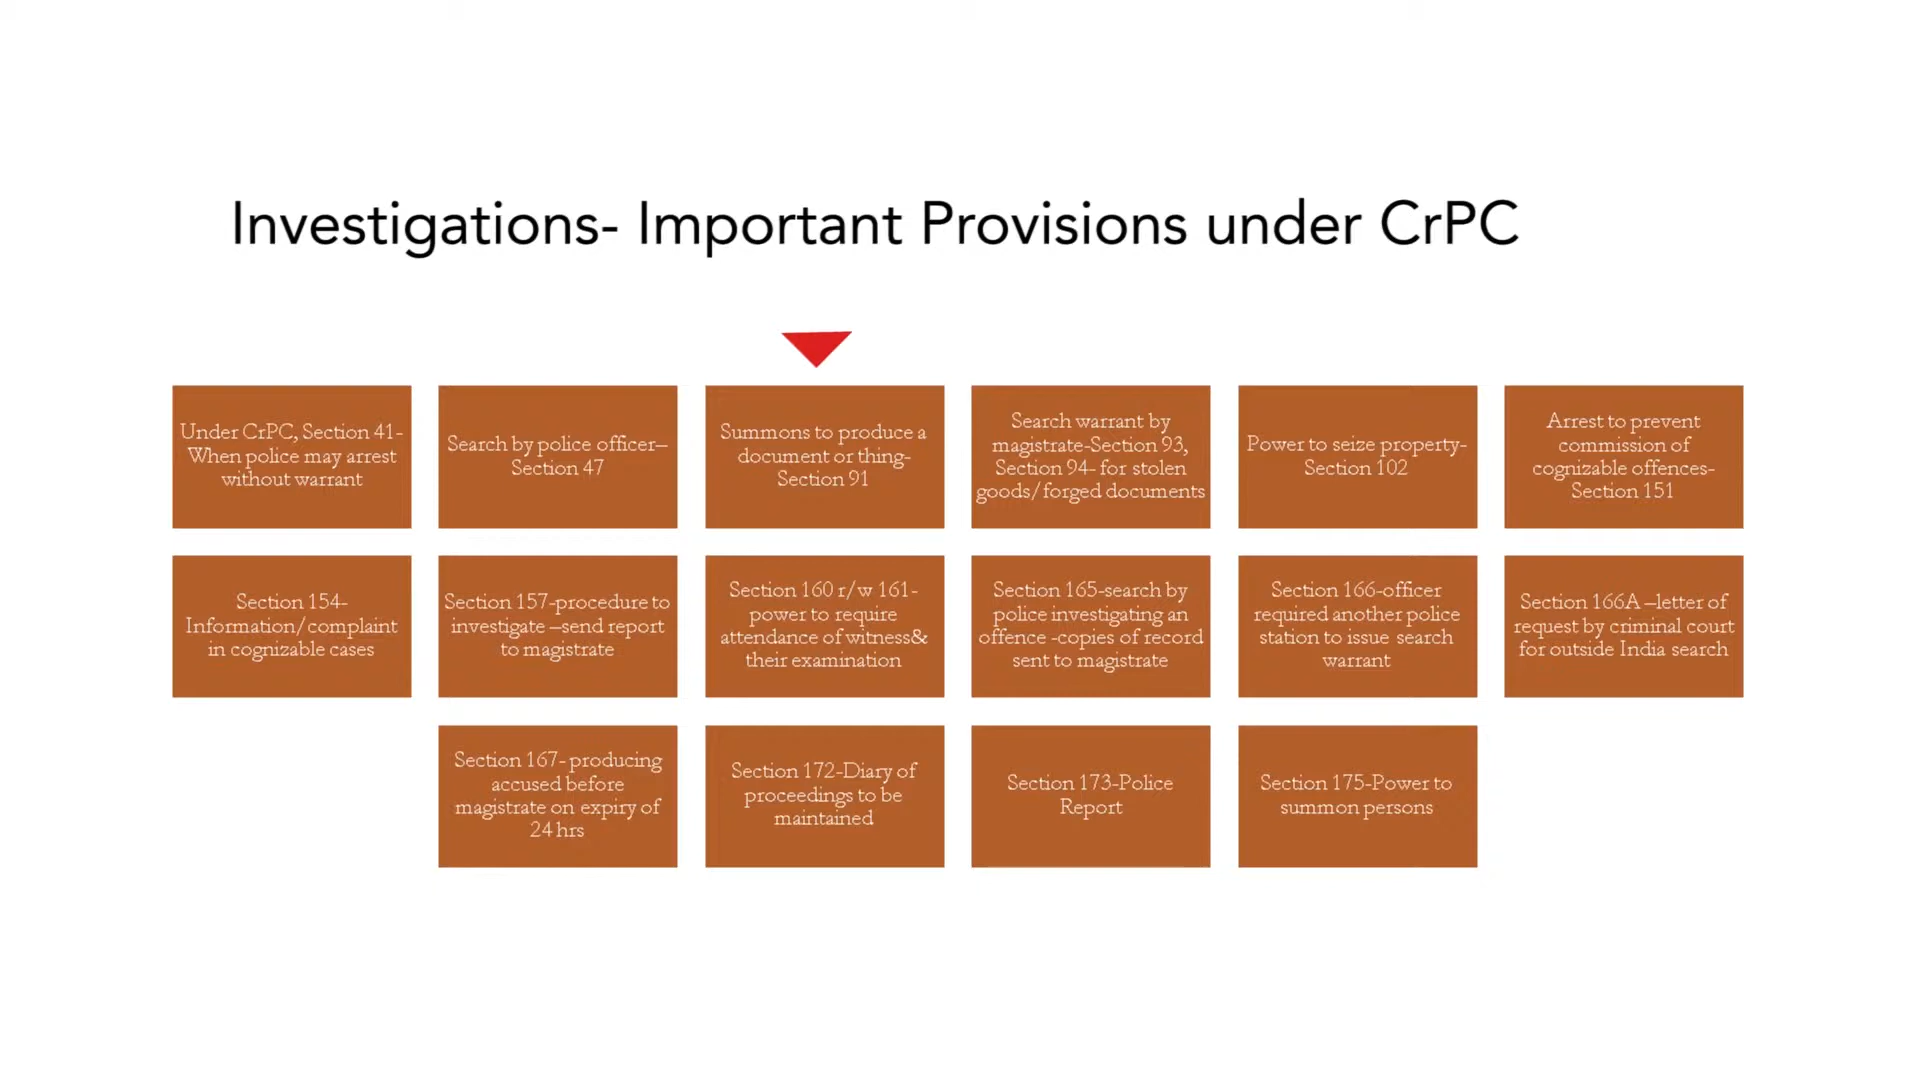 Investigations- Important Provisions under CrPC
Under CrPC, Section 41-
When police may arrest
without warrant
Search by police officer–
Section 47
Summons to produce a
document or thing-
Section 91
Search warrant by
magistrate-Section 93,
Section 94- for stolen
goods/forged documents
Power to seize property-
Section 102
Arrest to prevent
commission of
cognizable offences-
Section 151
Section 154-
Information/complaint
in cognizable cases
Section 157-procedure to
investigate –send report
to magistrate
Section 160 r/w 161-
power to require
attendance of witness&
their examination
Section 165-search by
police investigating an
offence -copies of record
sent to magistrate
Section 166-officer
required another police
station to issue search
warrant
Section 166A –letter of
request by criminal court
for outside India search
Section 167- producing
accused before
magistrate on expiry of
24 hrs
Section 172-Diary of
proceedings to be
maintained
Section 173-Police
Report
Section 175-Power to
summon persons